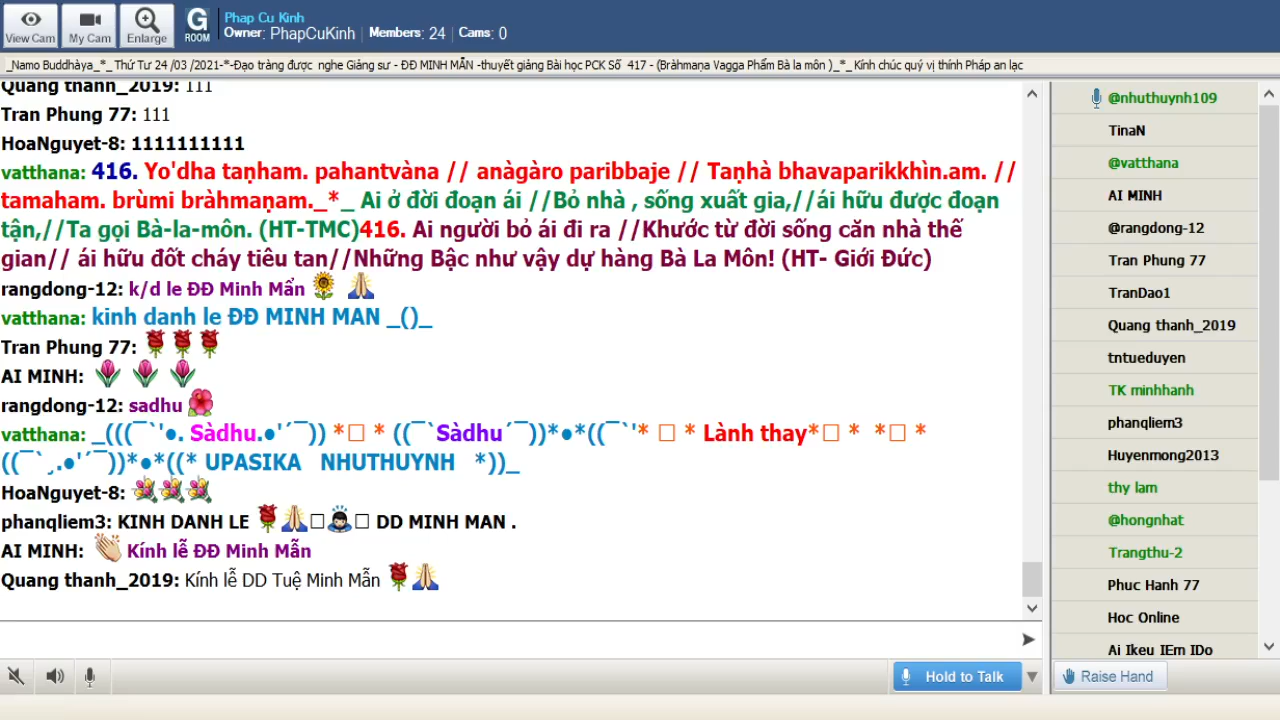 View Cam
My Cam
Enlarge
G ROOM
Phap Cu Kinh
Owner: PhapCuKinh | Members: 24 | Cams: 0
_Namo Buddhàya_*_ Thứ Tư 24 /03 /2021-*-Đạo tràng được nghe Giảng sư - ĐĐ MINH MẪN -thuyết giảng Bài học PCK Số 417 - (Bràhmaṇa Vagga Phẩm Bà la môn )_*_ Kính chúc quý vị thính Pháp an lạc
Quang thanh_2019: 111
Tran Phung 77: 111
HoaNguyet-8: 1111111111
vatthana: 416. Yo'dha taṇham. pahantvàna // anàgàro paribbaje // Taṇhà bhavaparikkhìn.am. //
tamaham. brùmi bràhmaṇam._*_ Ai ở đời đoạn ái //Bỏ nhà , sống xuất gia,//ái hữu được đoạn
tận,//Ta gọi Bà-la-môn. (HT-TMC)416. Ai người bỏ ái đi ra //Khước từ đời sống căn nhà thế
gian// ái hữu đốt cháy tiêu tan//Những Bậc như vậy dự hàng Bà La Môn! (HT- Giới Đức)
rangdong-12: k/d le ĐĐ Minh Mẩn 🌻 🙏
vatthana: kinh danh le ĐĐ MINH MAN _()_
Tran Phung 77: 🌹 🌹 🌹
AI MINH: 🌷 🌷 🌷
rangdong-12: sadhu 🌺
vatthana: _(((¯`'•. Sàdhu.•'´¯)) *□ * ((¯`Sàdhu´¯))*•*((¯`'* □ * Lành thay*□ * *□ *
((¯`¸.•'´¯))*•*((* UPASIKA NHUTHUYNH *))_
HoaNguyet-8: 💐💐💐
phanqliem3: KINH DANH LE 🌹🙏□🙇□ DD MINH MAN .
AI MINH: 👏 Kính lễ ĐĐ Minh Mẫn
Quang thanh_2019: Kính lễ DD Tuệ Minh Mẫn 🌹🙏
Hold to Talk
@nhuthuynh109
TinaN
@vatthana
AI MINH
@rangdong-12
Tran Phung 77
TranDao1
Quang thanh_2019
tntueduyen
TK minhhanh
phanqliem3
Huyenmong2013
thy lam
@hongnhat
Trangthu-2
Phuc Hanh 77
Hoc Online
Ai Ikeu IEm IDo
Raise Hand